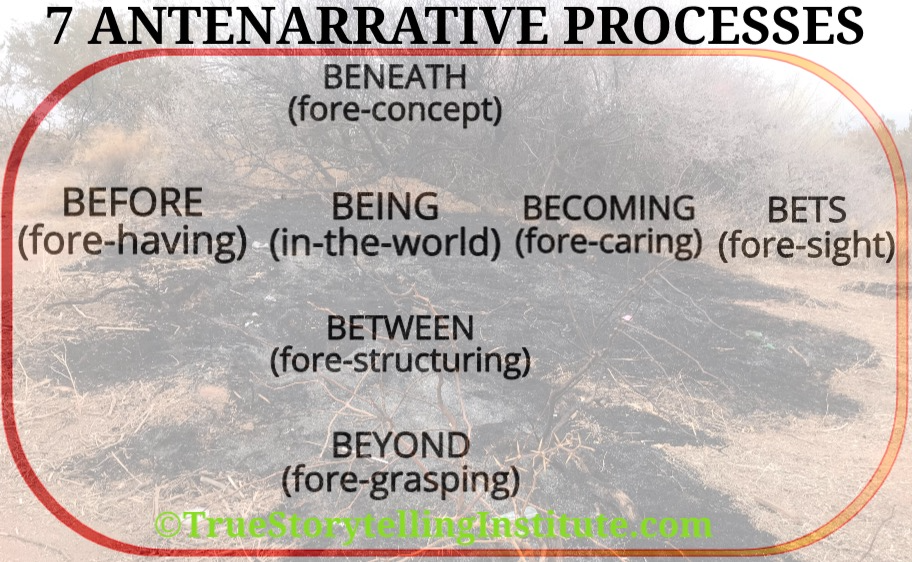 7 ANTENARRATIVE PROCESSES
BENEATH
(fore-concept)
BEFORE
(fore-having)
BEING
(in-the-world)
BECOMING
(fore-caring)
BETS
(fore-sight)
BETWEEN
(fore-structuring)
BEYOND
(fore-grasping)
©TrueStorytellingInstitute.com